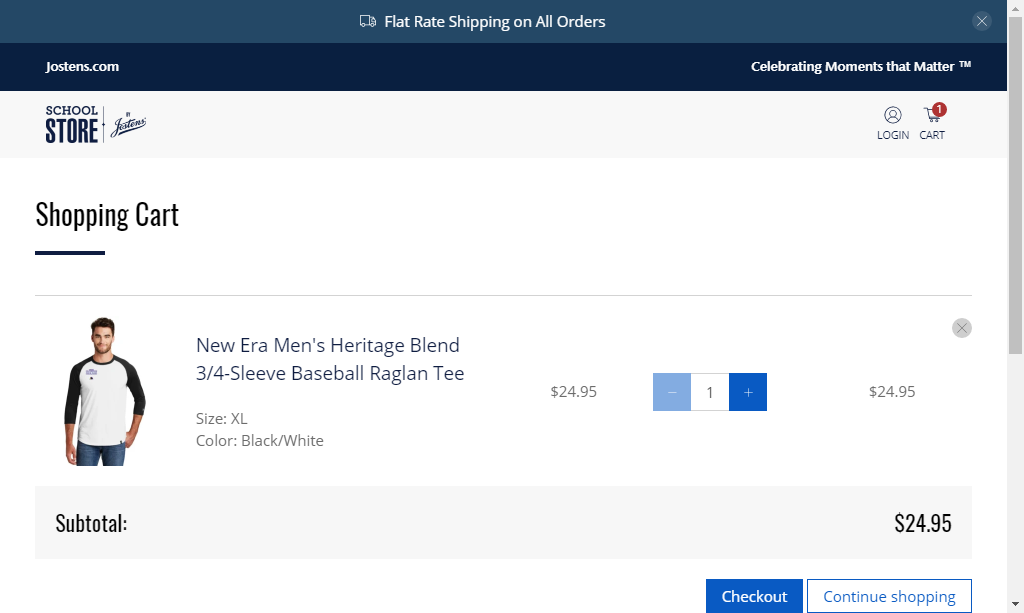 Flat Rate Shipping on All Orders
Jostens.com
Celebrating Moments that Matter ™
SCHOOL
STORE
BY
Jostens
LOGIN
1
CART
Shopping Cart
New Era Men's Heritage Blend
3/4-Sleeve Baseball Raglan Tee
Size: XL
Color: Black/White
$24.95
− 1 +
$24.95
Subtotal:
$24.95
Checkout
Continue shopping